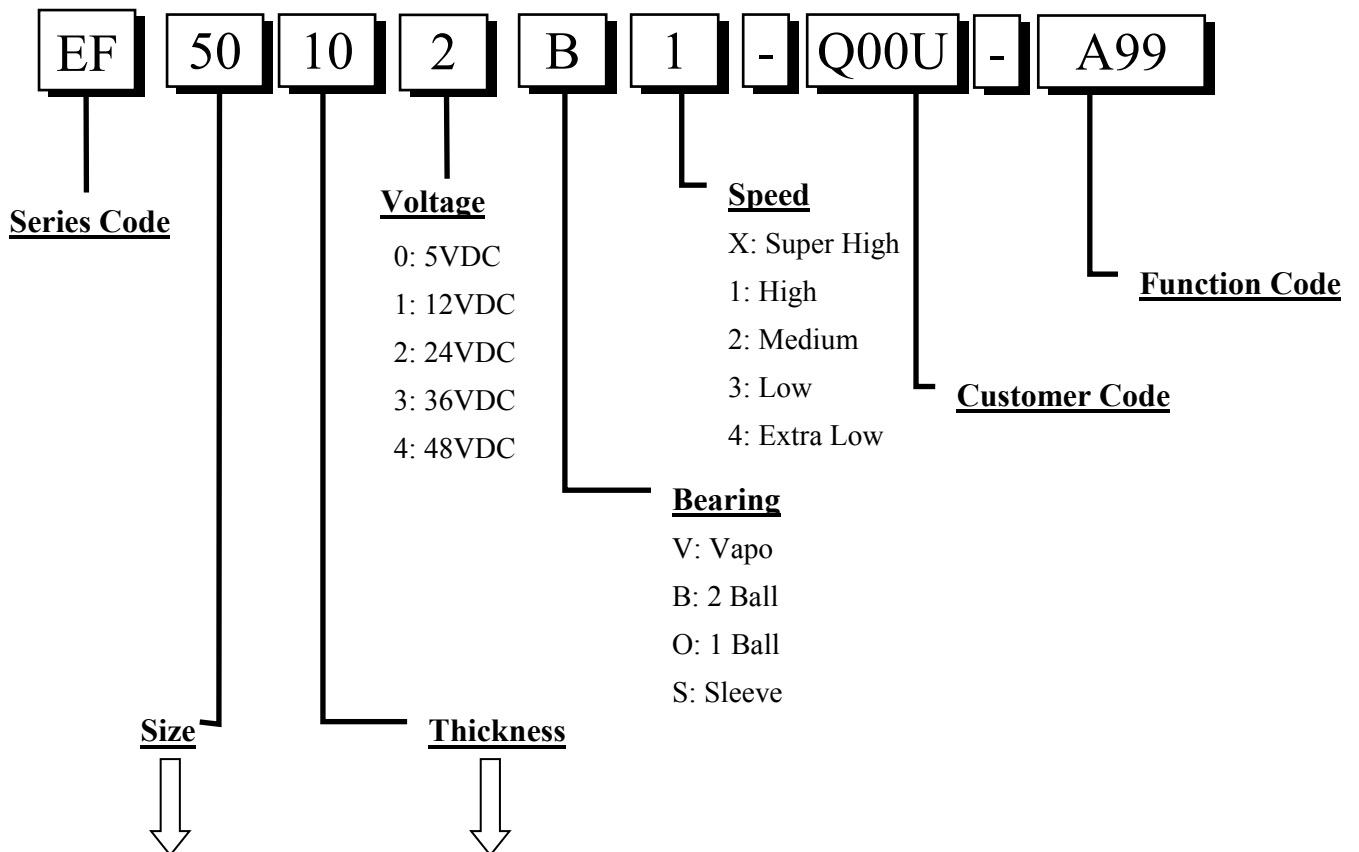 EF 50 10 2 B 1 - Q00U - A99
Series Code
Voltage
0: 5VDC
1: 12VDC
2: 24VDC
3: 36VDC
4: 48VDC
Speed
X: Super High
1: High
2: Medium
3: Low
4: Extra Low
Function Code
Customer Code
Bearing
V: Vapo
B: 2 Ball
O: 1 Ball
S: Sleeve
Size
Thickness